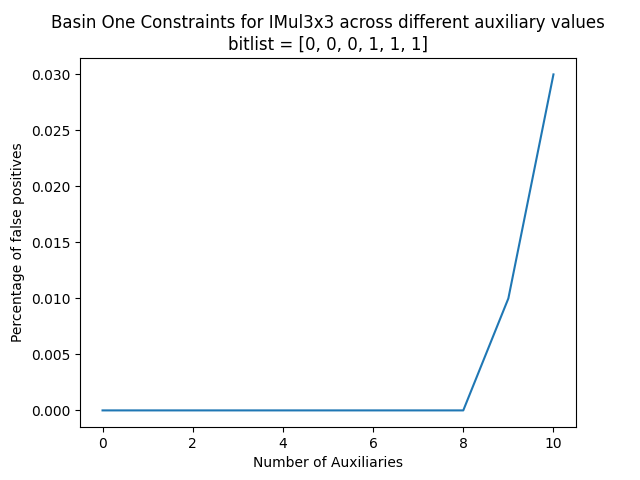 Basin One Constraints for IMul3x3 across different auxiliary values
bitlist = [0, 0, 0, 1, 1, 1]
0.030
0.025
0.020
0.015
0.010
0.005
0.000
Percentage of false positives
0 2 4 6 8 10
Number of Auxiliaries